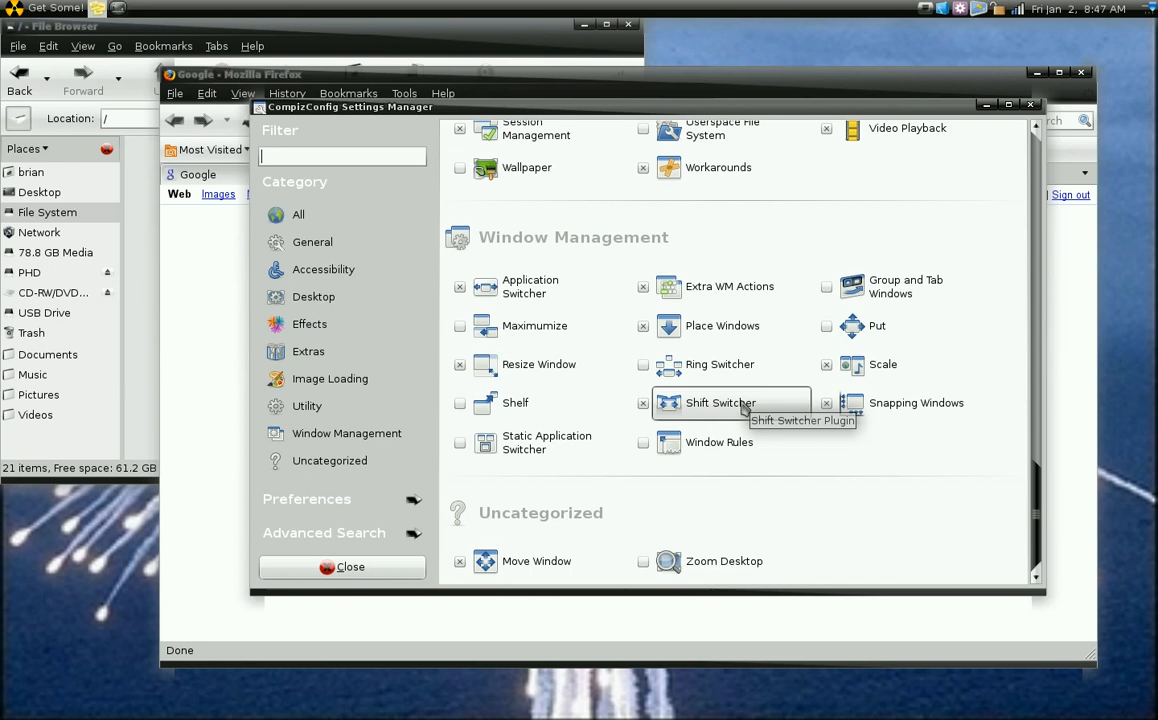 Get Some!
Fri Jan 2, 8:47 AM
/ - File Browser
File Edit View Go Bookmarks Tabs Help
Back
Forward
Location: /
Places
brian
Desktop
File System
Network
78.8 GB Media
PHD
CD-RW/DVD...
USB Drive
Trash
Documents
Music
Pictures
Videos
21 items, Free space: 61.2 GB
Google - Mozilla Firefox
File Edit View History Bookmarks Tools Help
Most Visited
Google
Web Images
Sign out
Done
CompizConfig Settings Manager
Filter
Category
All
General
Accessibility
Desktop
Effects
Extras
Image Loading
Utility
Window Management
Uncategorized
Preferences
Advanced Search
Close
Session Management
Userspace File System
Video Playback
Wallpaper
Workarounds
Window Management
Application Switcher
Extra WM Actions
Group and Tab Windows
Maximumize
Place Windows
Put
Resize Window
Ring Switcher
Scale
Shelf
Shift Switcher
Snapping Windows
Shift Switcher Plugin
Static Application Switcher
Window Rules
Uncategorized
Move Window
Zoom Desktop